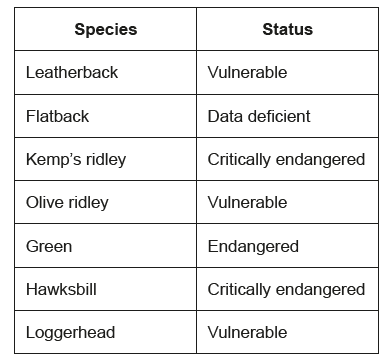 Species Status
Leatherback Vulnerable
Flatback Data deficient
Kemp's ridley Critically endangered
Olive ridley Vulnerable
Green Endangered
Hawksbill Critically endangered
Loggerhead Vulnerable